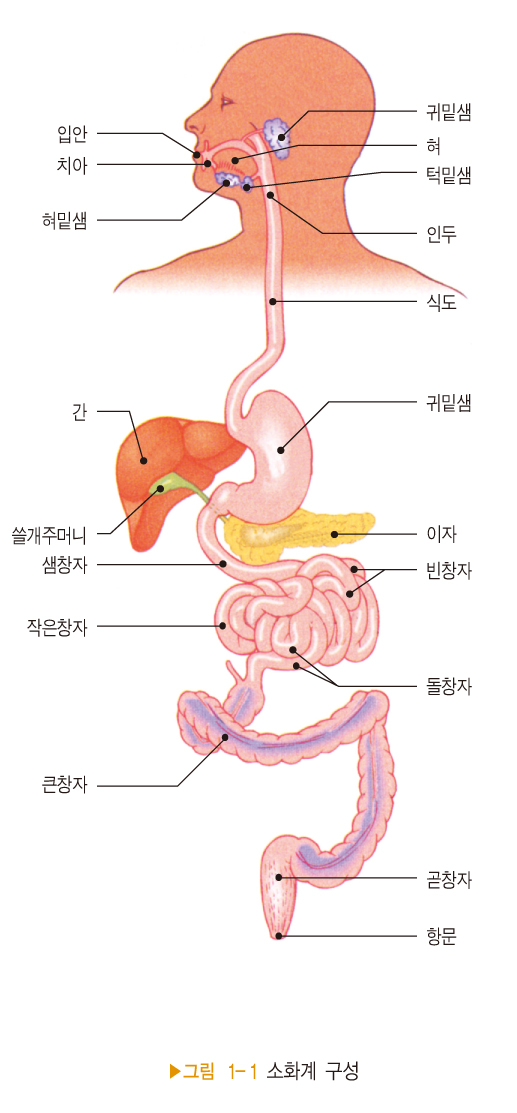 귀밑샘
입안
혀
치아
턱밑샘
혀밑샘
인두
식도
귀밑샘
간
쓸개주머니
이자
샘창자
빈창자
작은창자
돌창자
큰창자
곧창자
항문
▶그림 1-1 소화계 구성